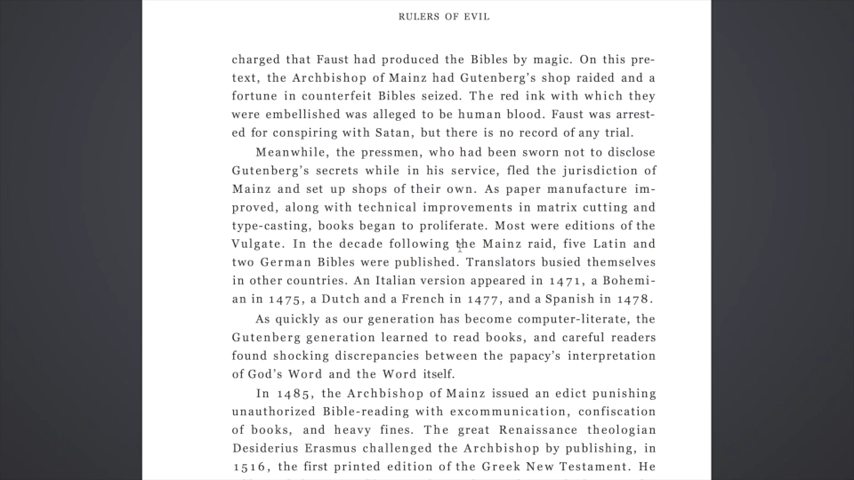 RULERS OF EVIL
charged that Faust had produced the Bibles by magic. On this pre-
text, the Archbishop of Mainz had Gutenberg's shop raided and a
fortune in counterfeit Bibles seized. The red ink with which they
were embellished was alleged to be human blood. Faust was arrest-
ed for conspiring with Satan, but there is no record of any trial.
Meanwhile, the pressmen, who had been sworn not to disclose
Gutenberg's secrets while in his service, fled the jurisdiction of
Mainz and set up shops of their own. As paper manufacture im-
proved, along with technical improvements in matrix cutting and
type-casting, books began to proliferate. Most were editions of the
Vulgate. In the decade following the Mainz raid, five Latin and
two German Bibles were published. Translators busied themselves
in other countries. An Italian version appeared in 1471, a Bohemi-
an in 1475, a Dutch and a French in 1477, and a Spanish in 1478.
As quickly as our generation has become computer-literate, the
Gutenberg generation learned to read books, and careful readers
found shocking discrepancies between the papacy's interpretation
of God's Word and the Word itself.
In 1485, the Archbishop of Mainz issued an edict punishing
unauthorized Bible-reading with excommunication, confiscation
of books, and heavy fines. The great Renaissance theologian
Desiderius Erasmus challenged the Archbishop by publishing, in
1516, the first printed edition of the Greek New Testament. He